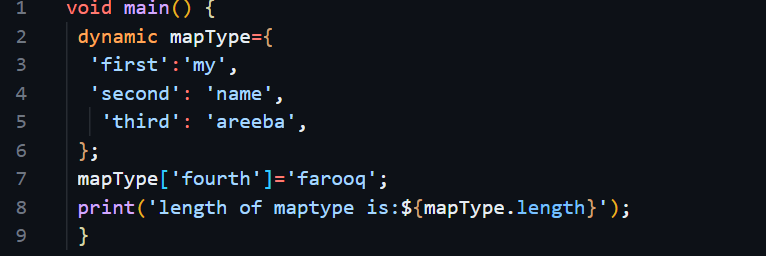 1 void main() {
2 dynamic mapType={
3 'first':'my',
4 'second': 'name',
5 'third': 'areeba',
6 };
7 mapType['fourth']='farooq';
8 print('length of maptype is:${mapType.length}');
9 }